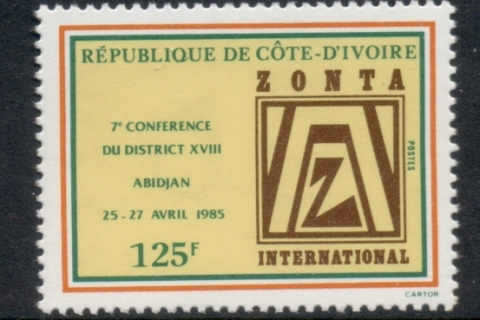 RÉPUBLIQUE DE CÔTE-D'IVOIRE
ZONTA
7e CONFERENCE
DU DISTRICT XVIII
ABIDJAN
25-27 AVRIL 1985
125F
Z
INTERNATIONAL
POSTES
CARTOR